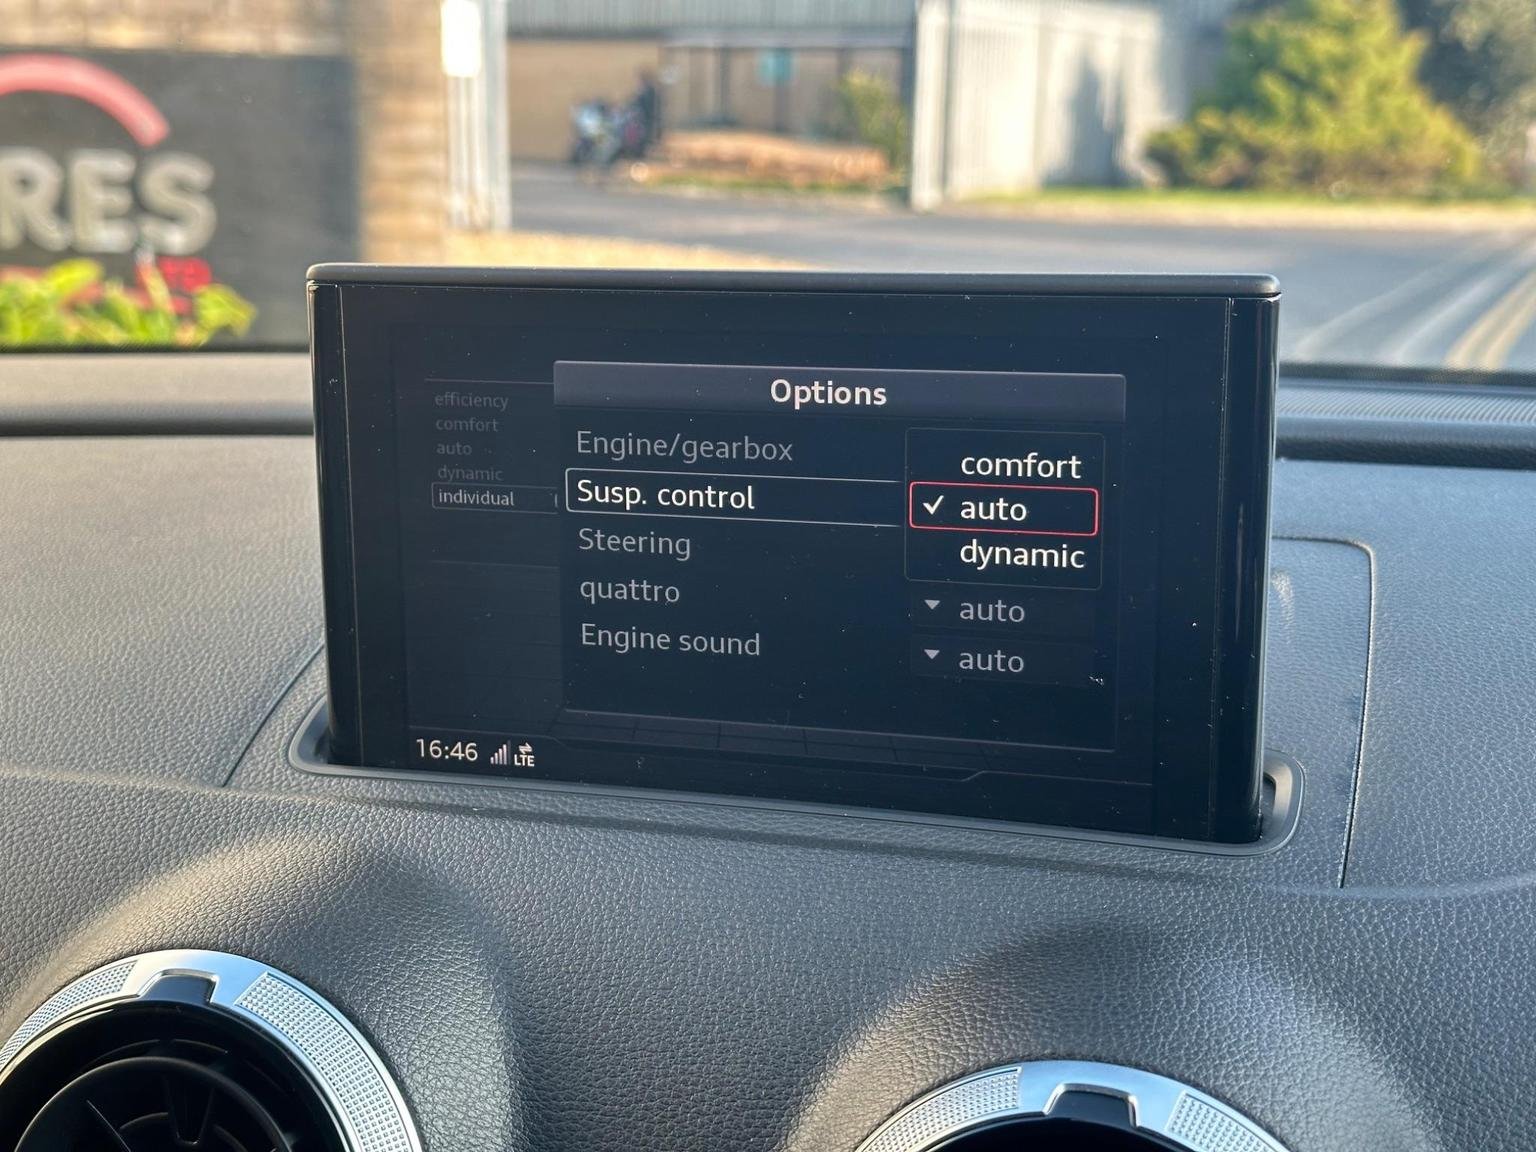 RES
Options
efficiency
comfort
auto
dynamic
individual
Engine/gearbox
Susp. control
Steering
quattro
Engine sound
comfort
✓ auto
dynamic
auto
auto
16:46 LTE